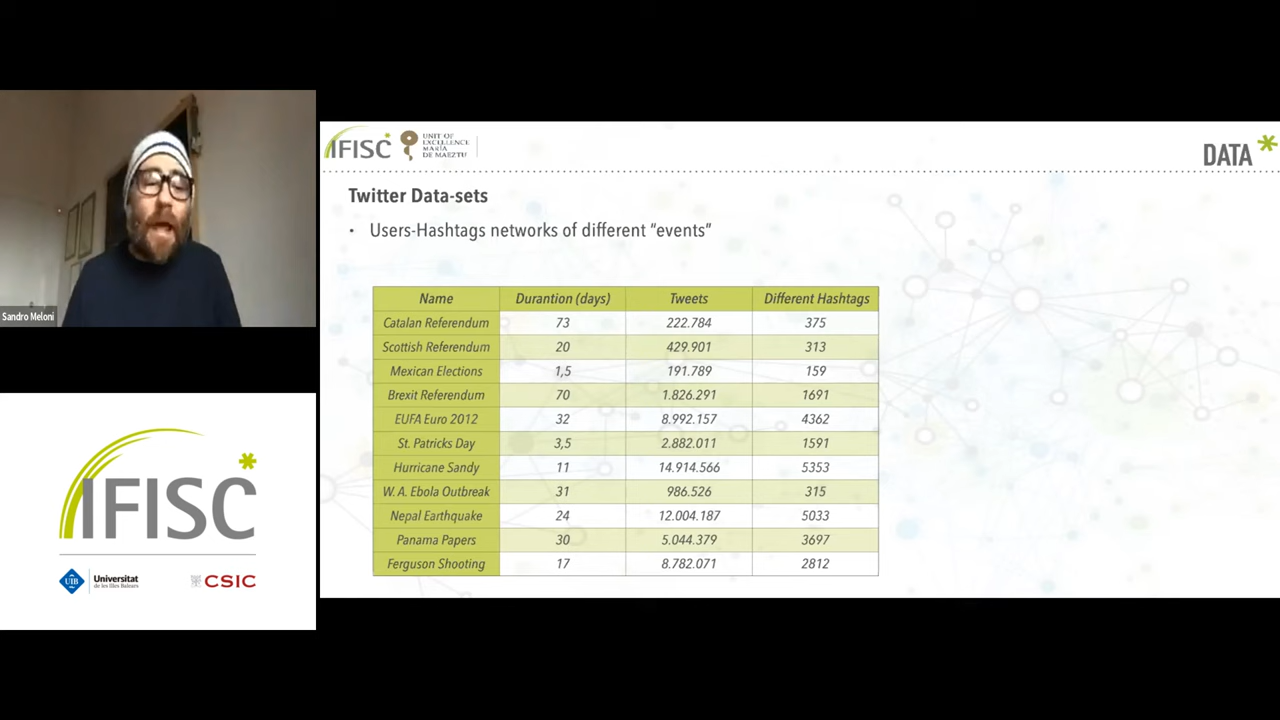 Sandro Meloni
IFISC
UIB
Universitat
de les Illes Balears
CSIC
IFISC
UNIT OF
EXCELLENCE
MARÍA
DE MAEZTU
DATA
Twitter Data-sets
• Users-Hashtags networks of different “events”
Name Durantion (days) Tweets Different Hashtags
Catalan Referendum 73 222.784 375
Scottish Referendum 20 429.901 313
Mexican Elections 1,5 191.789 159
Brexit Referendum 70 1.826.291 1691
EUFA Euro 2012 32 8.992.157 4362
St. Patricks Day 3,5 2.882.011 1591
Hurricane Sandy 11 14.914.566 5353
W. A. Ebola Outbreak 31 986.526 315
Nepal Earthquake 24 12.004.187 5033
Panama Papers 30 5.044.379 3697
Ferguson Shooting 17 8.782.071 2812